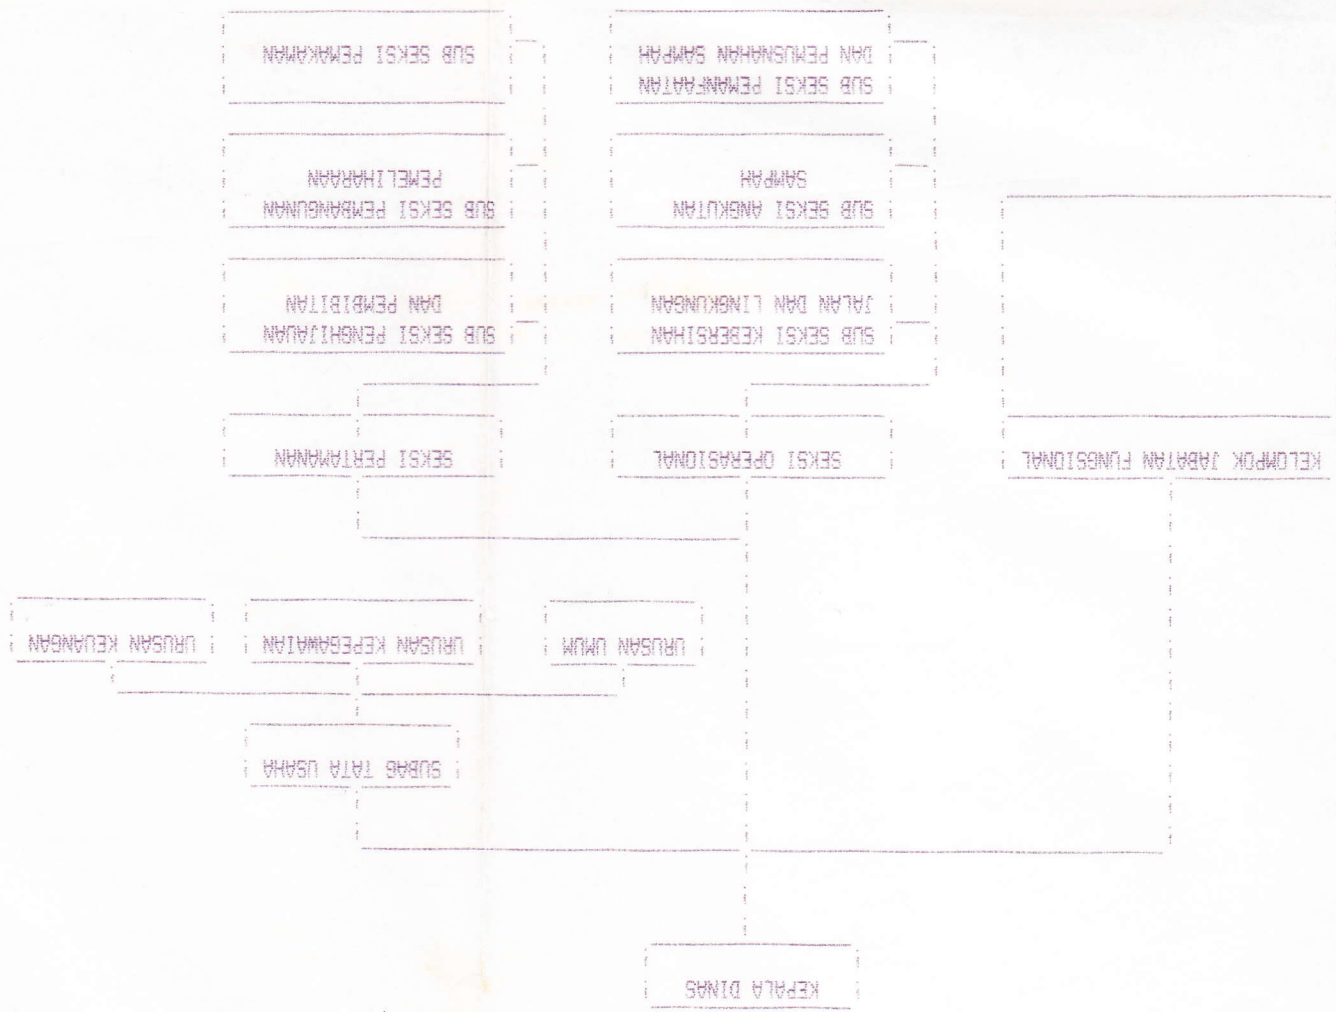 KEPALA DINAS
SUBAG TATA USAHA
URUSAN UMUM
URUSAN KEPEGAWAIAN
URUSAN KEUANGAN
KELOMPOK JABATAN FUNGSIONAL
SEKSI OPERASIONAL
SEKSI PERTAMANAN
SUB SEKSI KEBERSIHAN
JALAN DAN LINGKUNGAN
SUB SEKSI PENGHIJAUAN
DAN PEMBIBITAN
SUB SEKSI ANGKUTAN
SAMPAH
SUB SEKSI PEMBANGUNAN
PEMELIHARAAN
SUB SEKSI PEMANFAATAN
DAN PEMUSNAHAN SAMPAH
SUB SEKSI PEMAKAMAN